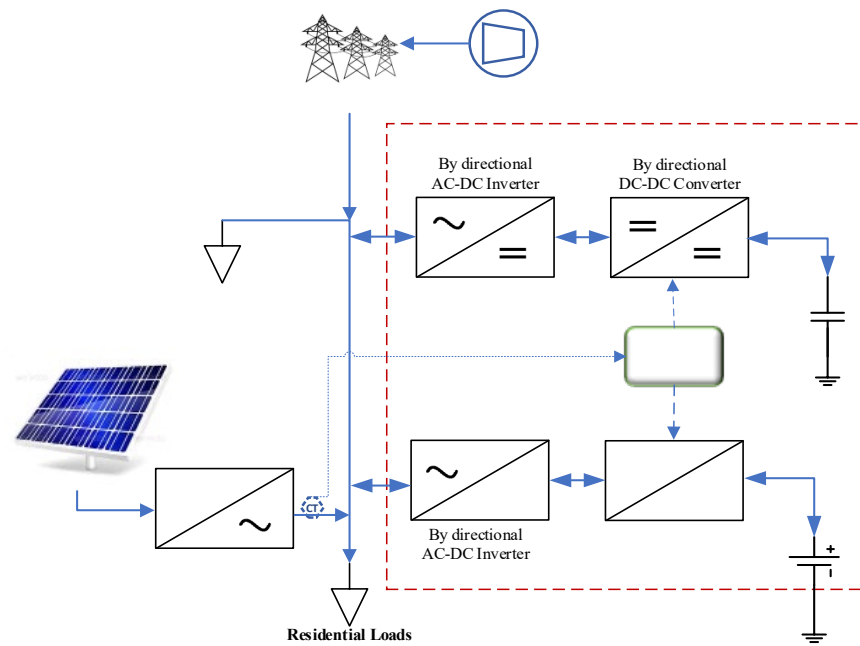 By directional
AC-DC Inverter
By directional
DC-DC Converter
CT
By directional
AC-DC Inverter
Residential Loads